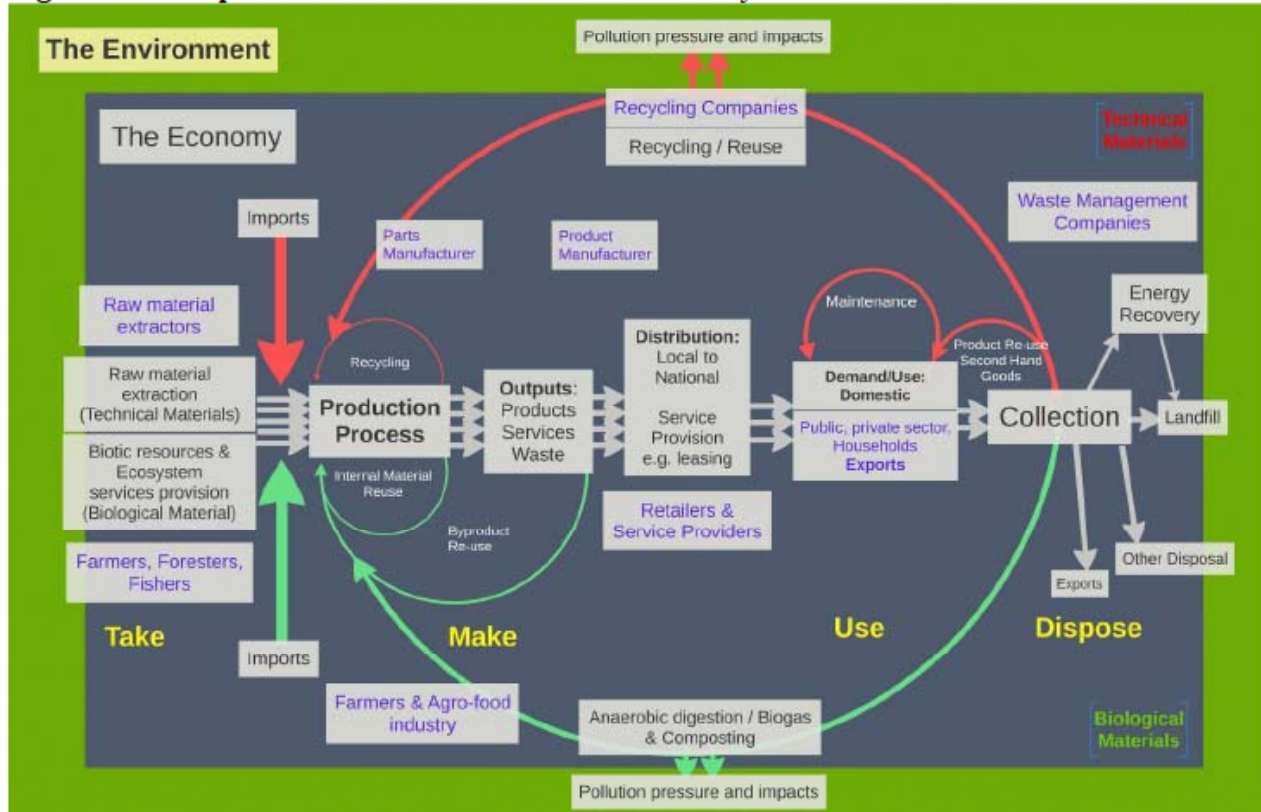 Pollution pressure and impacts
The Environment
Recycling Companies
Recycling / Reuse
The Economy
Technical
Materials
Waste Management
Companies
Imports
Parts
Manufacturer
Product
Manufacturer
Raw material
extractors
Energy
Recovery
Maintenance
Recycling
Distribution:
Local to
National
Service
Provision
e.g. leasing
Product Re-use
Second Hand
Goods
Raw material
extraction
(Technical Materials)
Production
Process
Outputs:
Products
Services
Waste
Demand/Use:
Domestic
Public, private sector,
Households
Exports
Collection
Landfill
Biotic resources &
Ecosystem
services provision
(Biological Material)
Internal Material
Reuse
Retailers &
Service Providers
Byproduct
Re-use
Farmers, Foresters,
Fishers
Other Disposal
Exports
Take
Make
Use
Dispose
Imports
Farmers & Agro-food
industry
Anaerobic digestion / Biogas
& Composting
Biological
Materials
Pollution pressure and impacts